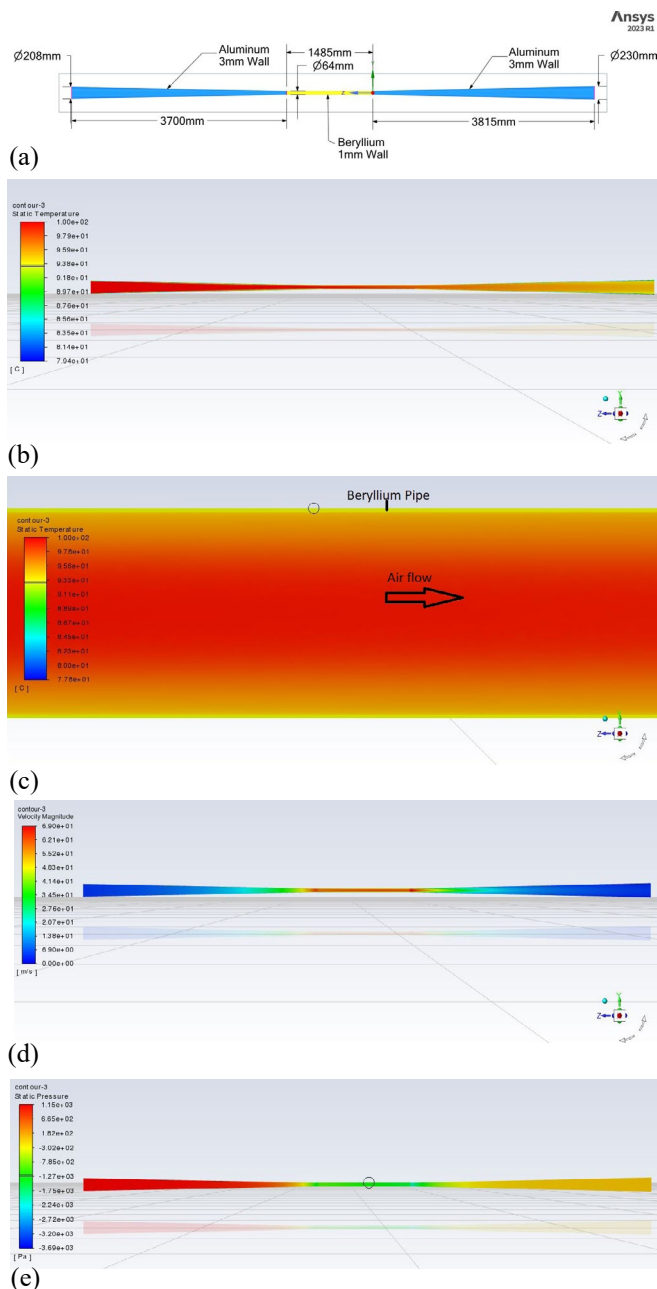 Ansys
2023 R1
Aluminum
3mm Wall
1485mm
Ø64mm
Aluminum
3mm Wall
Ø208mm
Ø230mm
Z
3700mm
3815mm
Beryllium
1mm Wall
(a)
contour-3
Static Temperature
1.00e+02
9.79e+01
9.59e+01
9.38e+01
9.18e+01
8.97e+01
8.76e+01
8.56e+01
8.35e+01
8.14e+01
7.94e+01
[ C ]
Y
Z
(b)
Beryllium Pipe
contour-3
Static Temperature
1.00e+02
9.78e+01
9.55e+01
9.33e+01
9.11e+01
8.89e+01
8.67e+01
8.45e+01
8.22e+01
8.00e+01
7.78e+01
[ C ]
Air flow
Z
(c)
contour-3
Velocity Magnitude
6.90e+01
6.21e+01
5.52e+01
4.83e+01
4.14e+01
3.45e+01
2.76e+01
2.07e+01
1.38e+01
6.90e+00
0.00e+00
[ m/s ]
Y
Z
(d)
contour-3
Static Pressure
1.15e+03
6.65e+02
1.82e+02
-3.02e+02
-7.85e+02
-1.27e+03
-1.75e+03
-2.24e+03
-2.72e+03
-3.20e+03
-3.69e+03
[ Pa ]
Y
Z
(e)